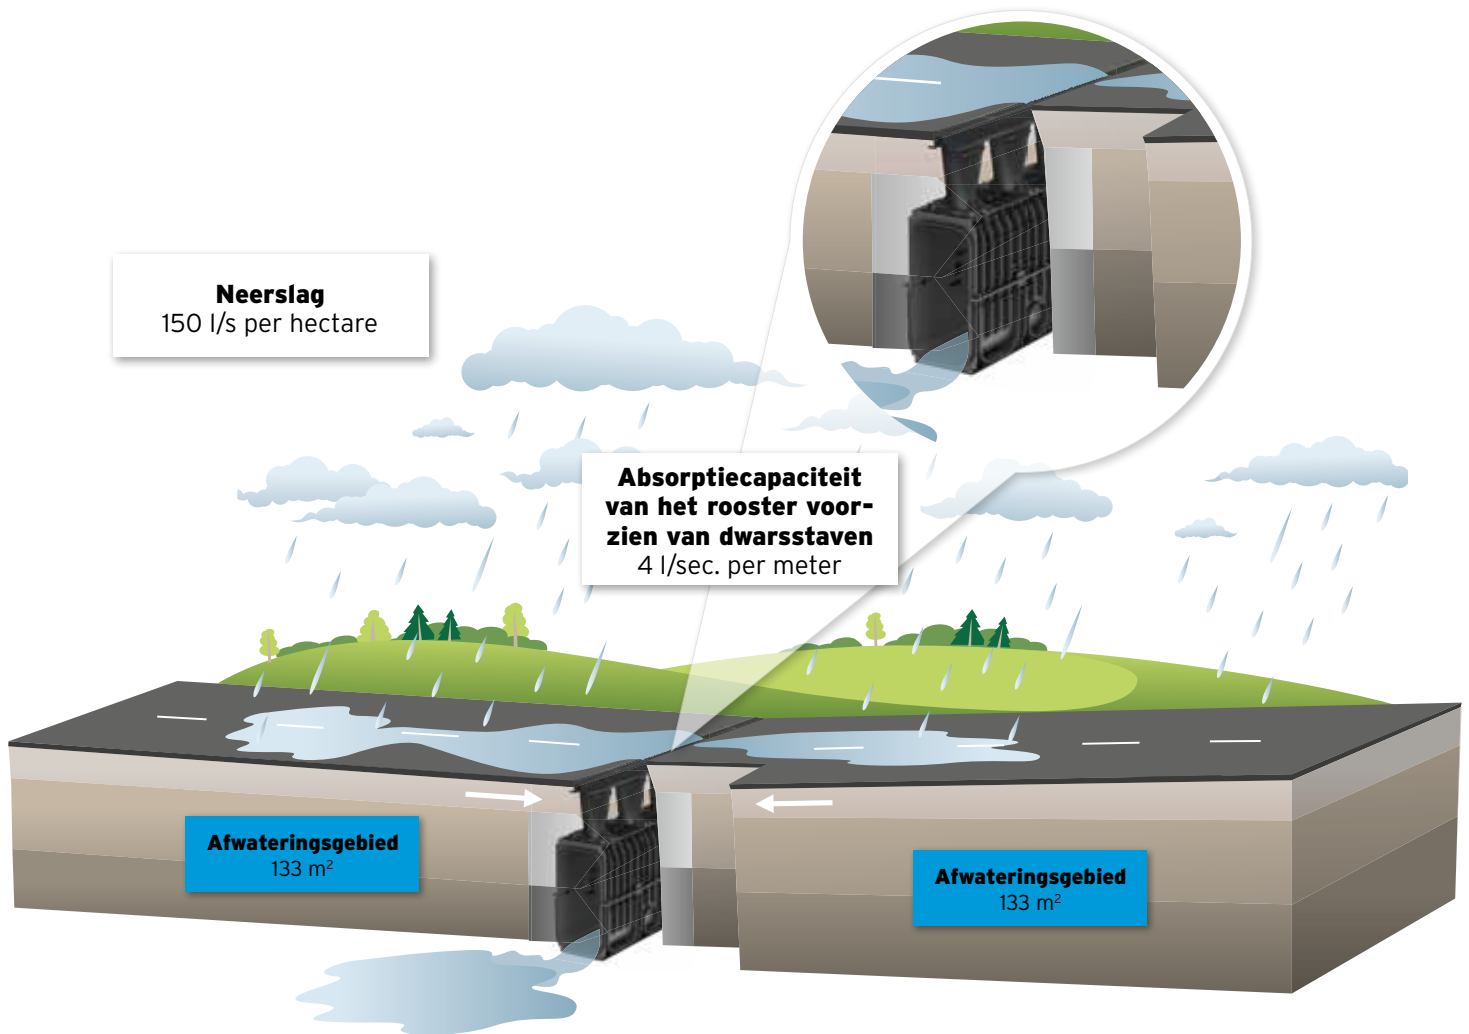 Neerslag
150 l/s per hectare
Absorptiecapaciteit
van het rooster voor-
zien van dwarsstaven
4 l/sec. per meter
Afwateringsgebied
133 m²
Afwateringsgebied
133 m²